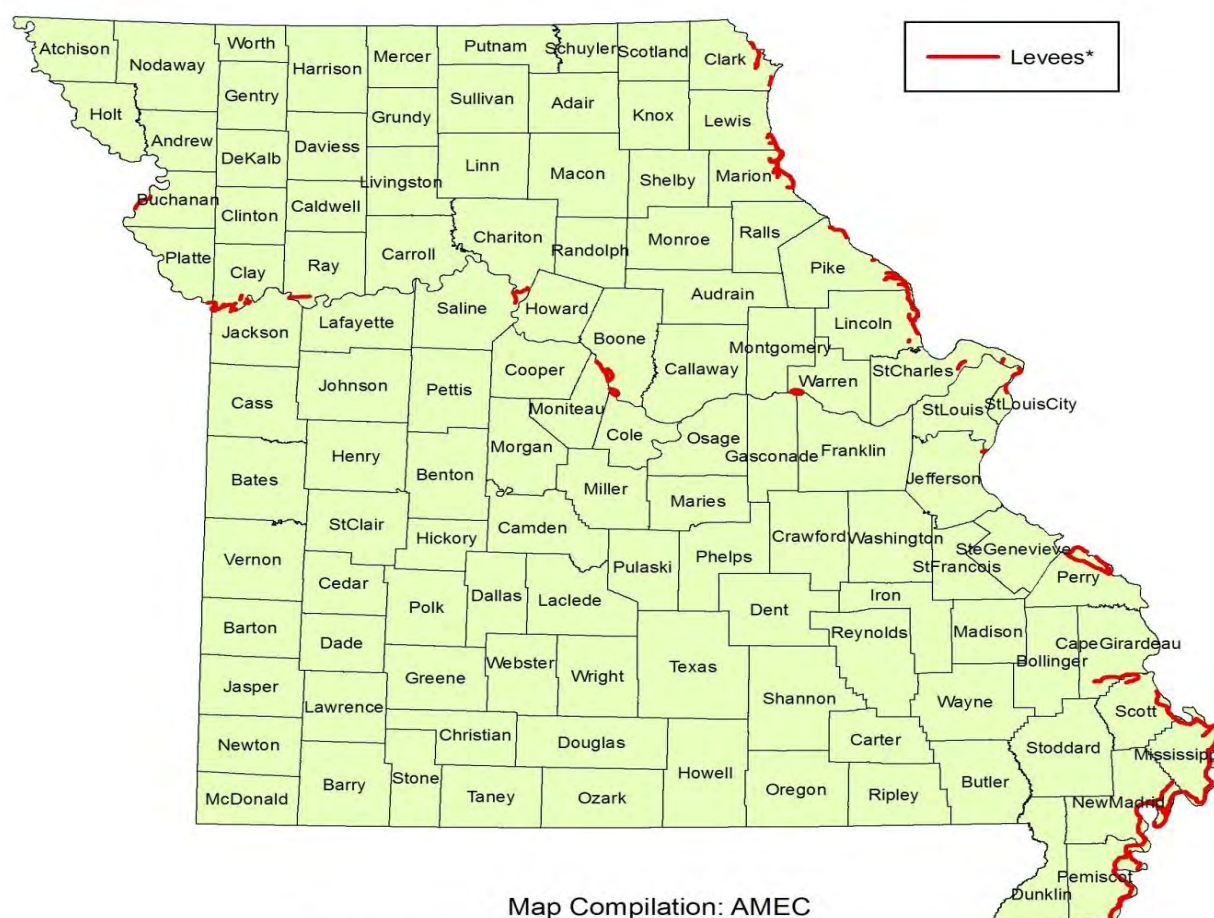 Levees*
Atchison
Nodaway
Worth
Harrison
Mercer
Putnam
Schuyler
Scotland
Clark
Holt
Gentry
Sullivan
Adair
Knox
Lewis
Andrew
DeKalb
Daviess
Grundy
Linn
Macon
Shelby
Marion
Buchanan
Clinton
Caldwell
Livingston
Chariton
Randolph
Monroe
Ralls
Pike
Platte
Clay
Ray
Carroll
Saline
Howard
Audrain
Lincoln
Jackson
Lafayette
Boone
Callaway
Montgomery
Warren
StCharles
StLouis
StLouisCity
Cass
Johnson
Pettis
Cooper
Moniteau
Cole
Osage
Gasconade
Franklin
Jefferson
Bates
Henry
Benton
Morgan
Miller
Maries
StClair
Hickory
Camden
Pulaski
Phelps
Crawford
Washington
StFrancois
SteGenevieve
Perry
Vernon
Cedar
Polk
Dallas
Laclede
Dent
Iron
Reynolds
Madison
Bollinger
CapeGirardeau
Barton
Dade
Greene
Webster
Wright
Texas
Shannon
Wayne
Scott
Jasper
Lawrence
Christian
Douglas
Carter
Stoddard
Mississippi
Newton
McDonald
Barry
Stone
Taney
Ozark
Howell
Oregon
Ripley
Butler
NewMadrid
Pemiscot
Dunklin
Map Compilation: AMEC